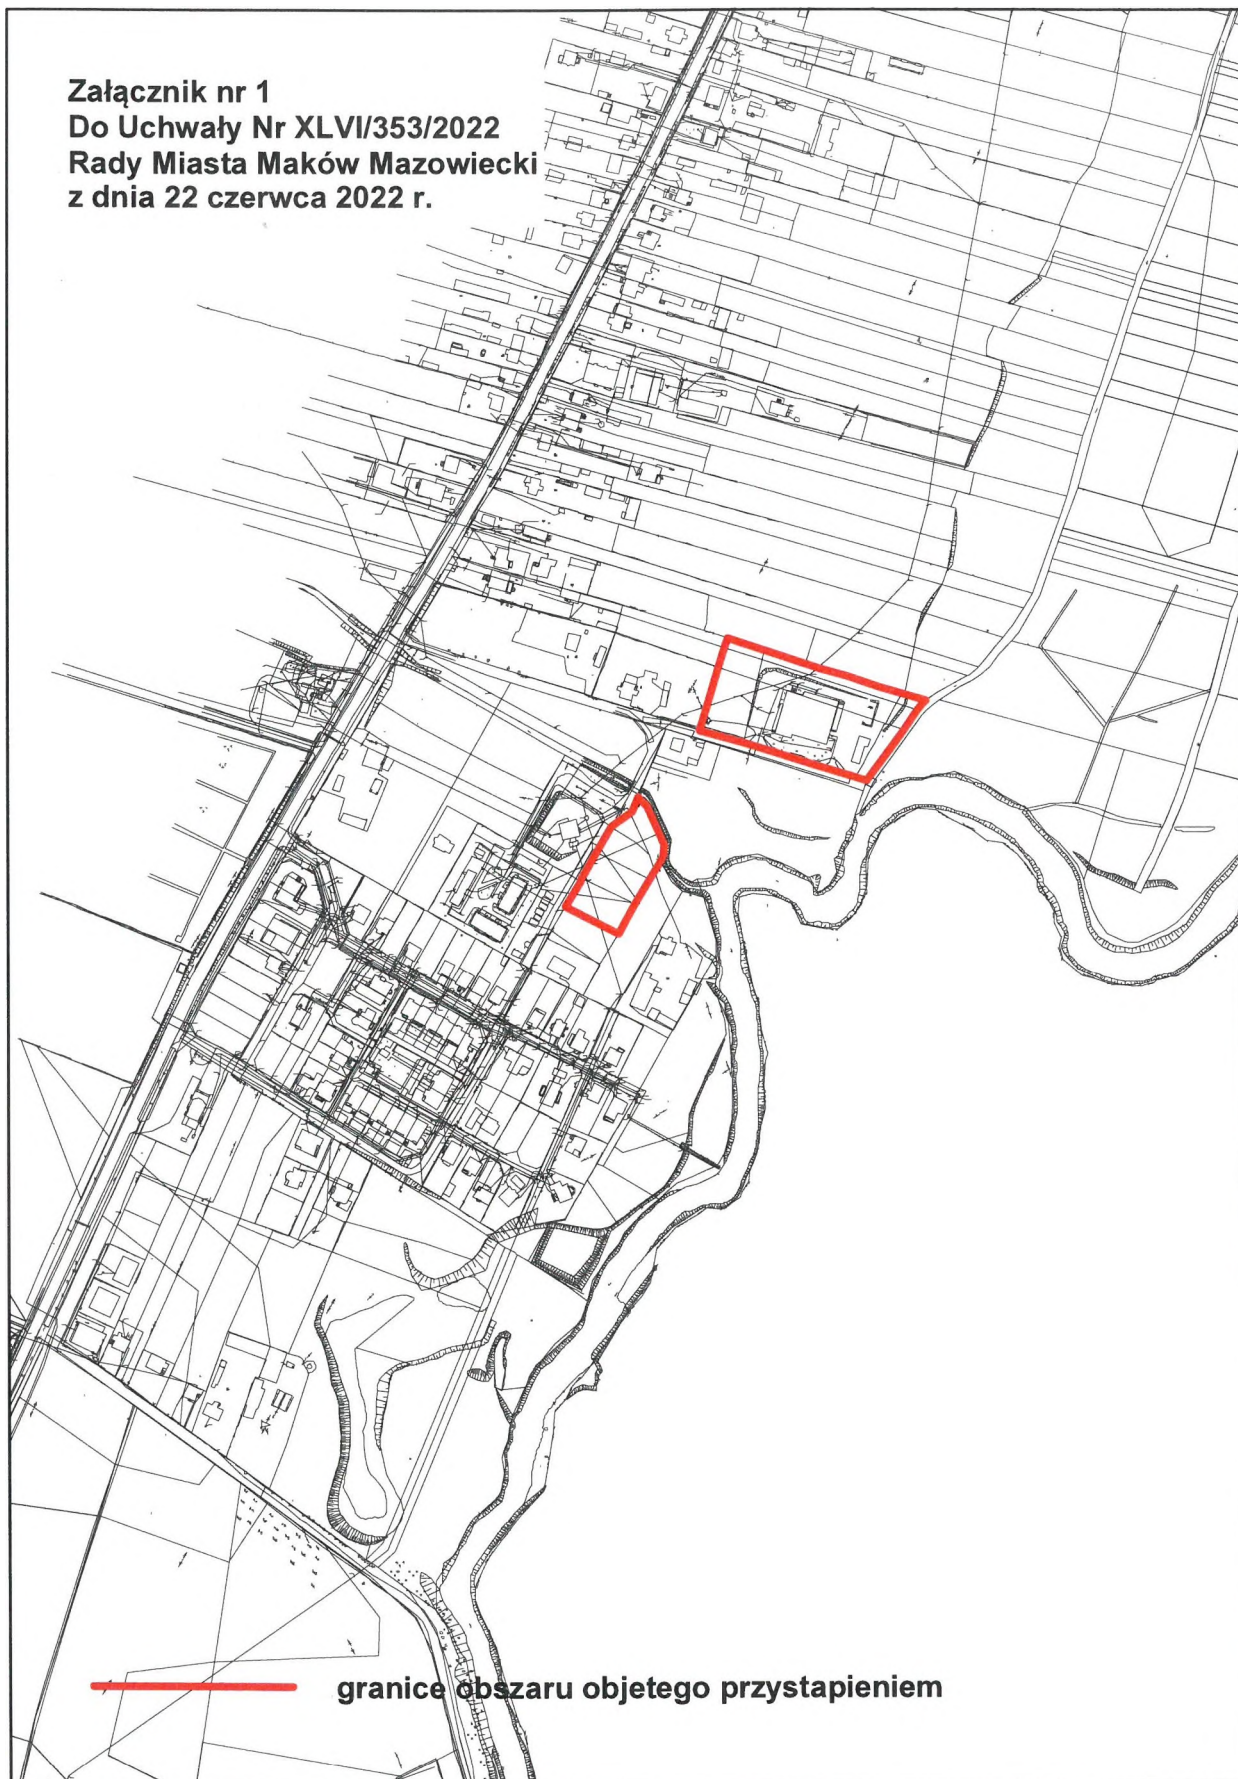 Załącznik nr 1
Do Uchwały Nr XLVI/353/2022
Rady Miasta Maków Mazowiecki
z dnia 22 czerwca 2022 r.
granice obszaru objetego przystapieniem